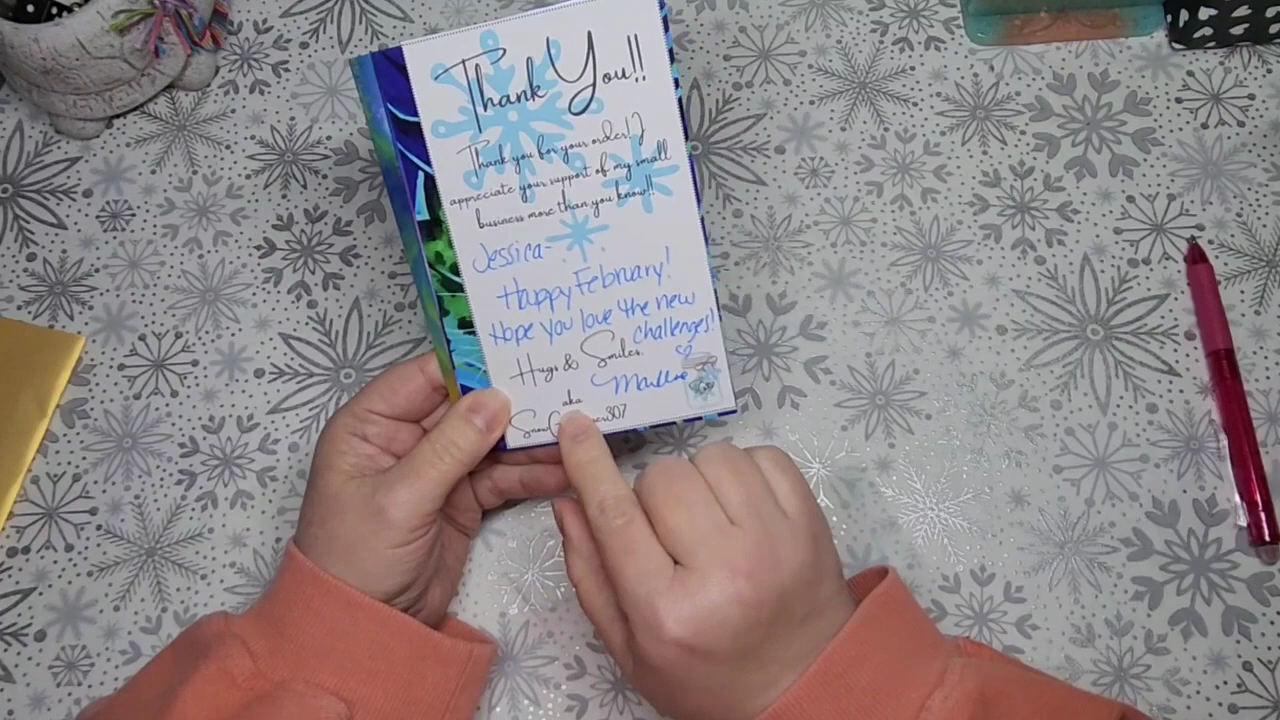 Thank You!!
Thank you for your order! I
appreciate your support of my small
business more than you know!!
Jessica-
Happy February!
Hope you love the new
challenges!
Hugs & Smiles,
aka